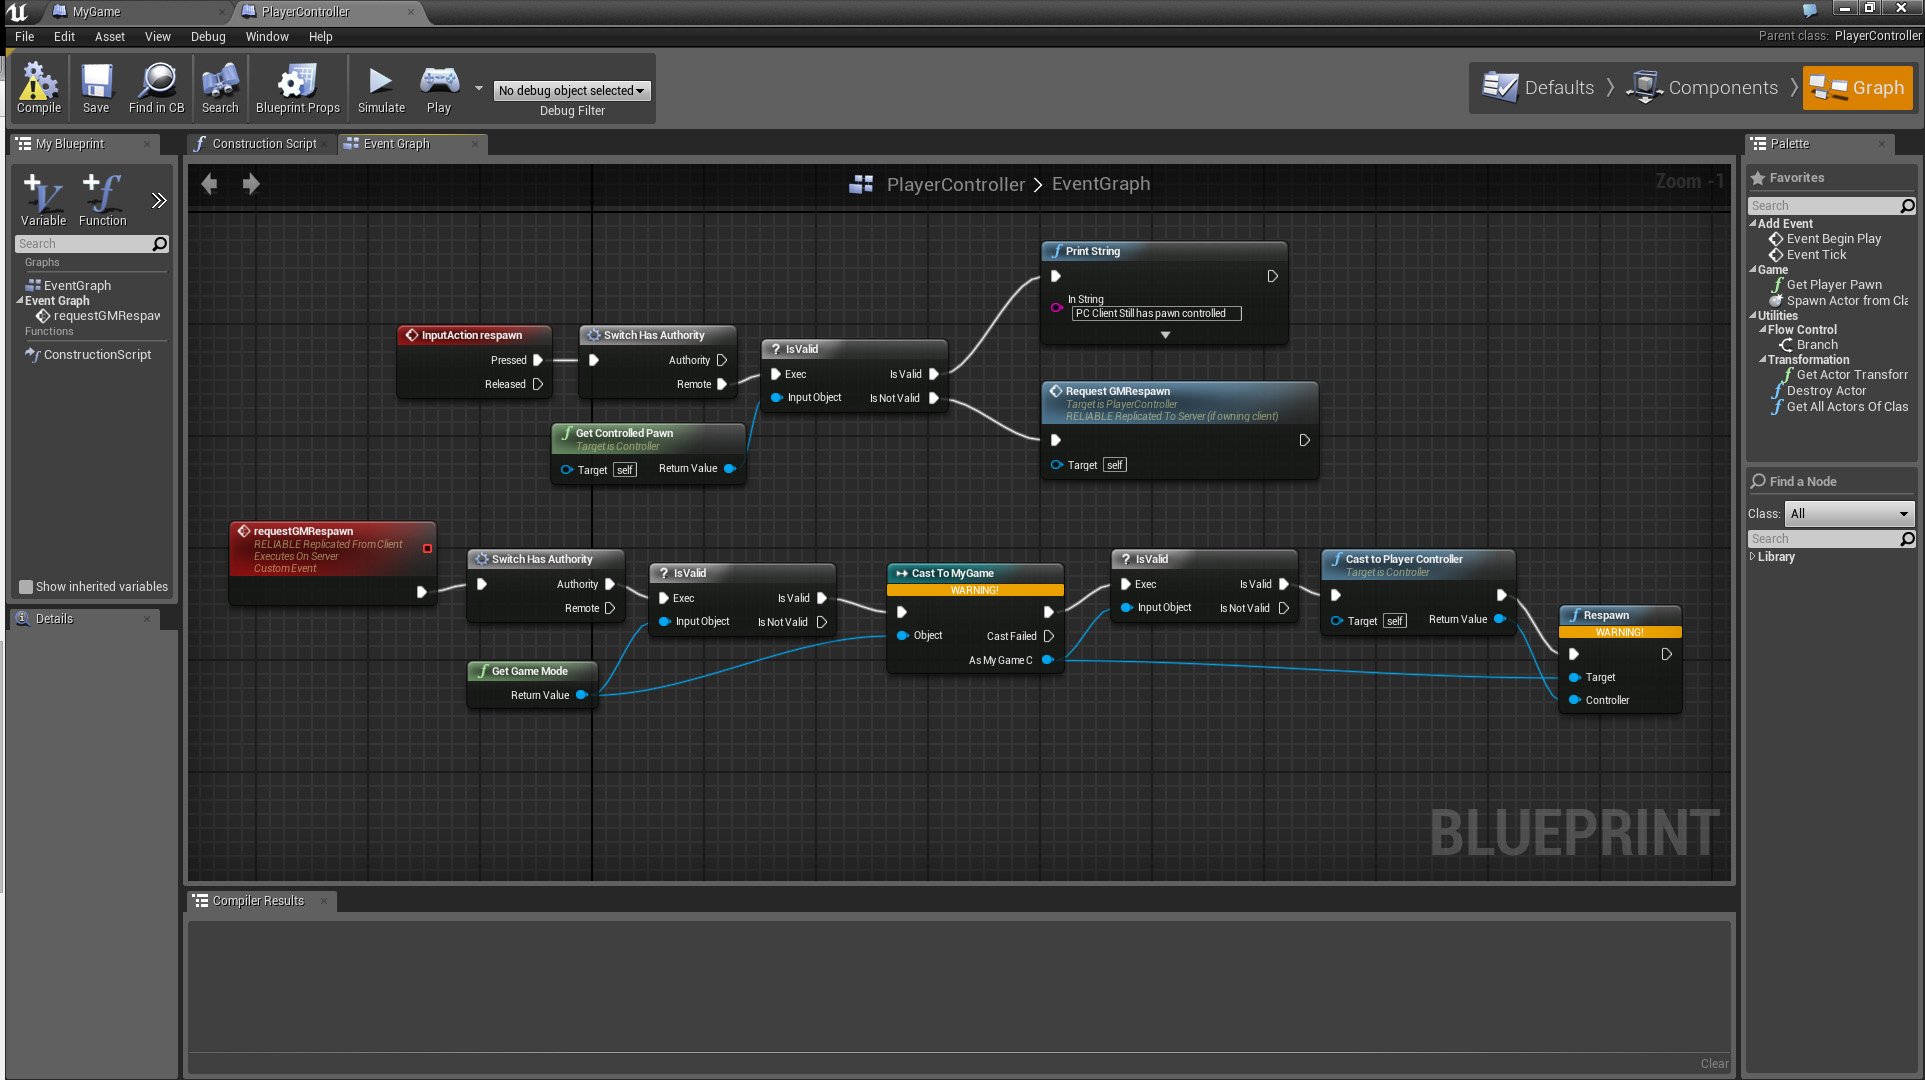 MyGame
PlayerController
File Edit Asset View Debug Window Help
Parent class: PlayerController
Compile
Save
Find in CB
Search
Blueprint Props
Simulate
Play
No debug object selected
Debug Filter
Defaults
Components
Graph
My Blueprint
Construction Script
Event Graph
Palette
Variable
Function
Search
Graphs
EventGraph
Event Graph
requestGMRespawn
Functions
ConstructionScript
Show inherited variables
Details
PlayerController > EventGraph
Zoom -1
Print String
In String
PC Client Still has pawn controlled
InputAction respawn
Pressed
Released
Switch Has Authority
Authority
Remote
? IsValid
Exec
Is Valid
Input Object
Is Not Valid
Request GMRespawn
Target is PlayerController
RELIABLE Replicated To Server (if owning client)
Target self
Get Controlled Pawn
Target is Controller
Target self
Return Value
requestGMRespawn
RELIABLE Replicated From Client
Executes On Server
Custom Event
Switch Has Authority
Authority
Remote
? IsValid
Exec
Is Valid
Input Object
Is Not Valid
Get Game Mode
Return Value
Cast To MyGame
WARNING!
Object
Cast Failed
As My Game C
? IsValid
Exec
Is Valid
Input Object
Is Not Valid
Cast to Player Controller
Target is Controller
Target self
Return Value
Respawn
WARNING!
Target
Controller
BLUEPRINT
Favorites
Search
Add Event
Event Begin Play
Event Tick
Game
Get Player Pawn
Spawn Actor from Cla
Utilities
Flow Control
Branch
Transformation
Get Actor Transform
Destroy Actor
Get All Actors Of Clas
Find a Node
Class: All
Search
Library
Compiler Results
Clear